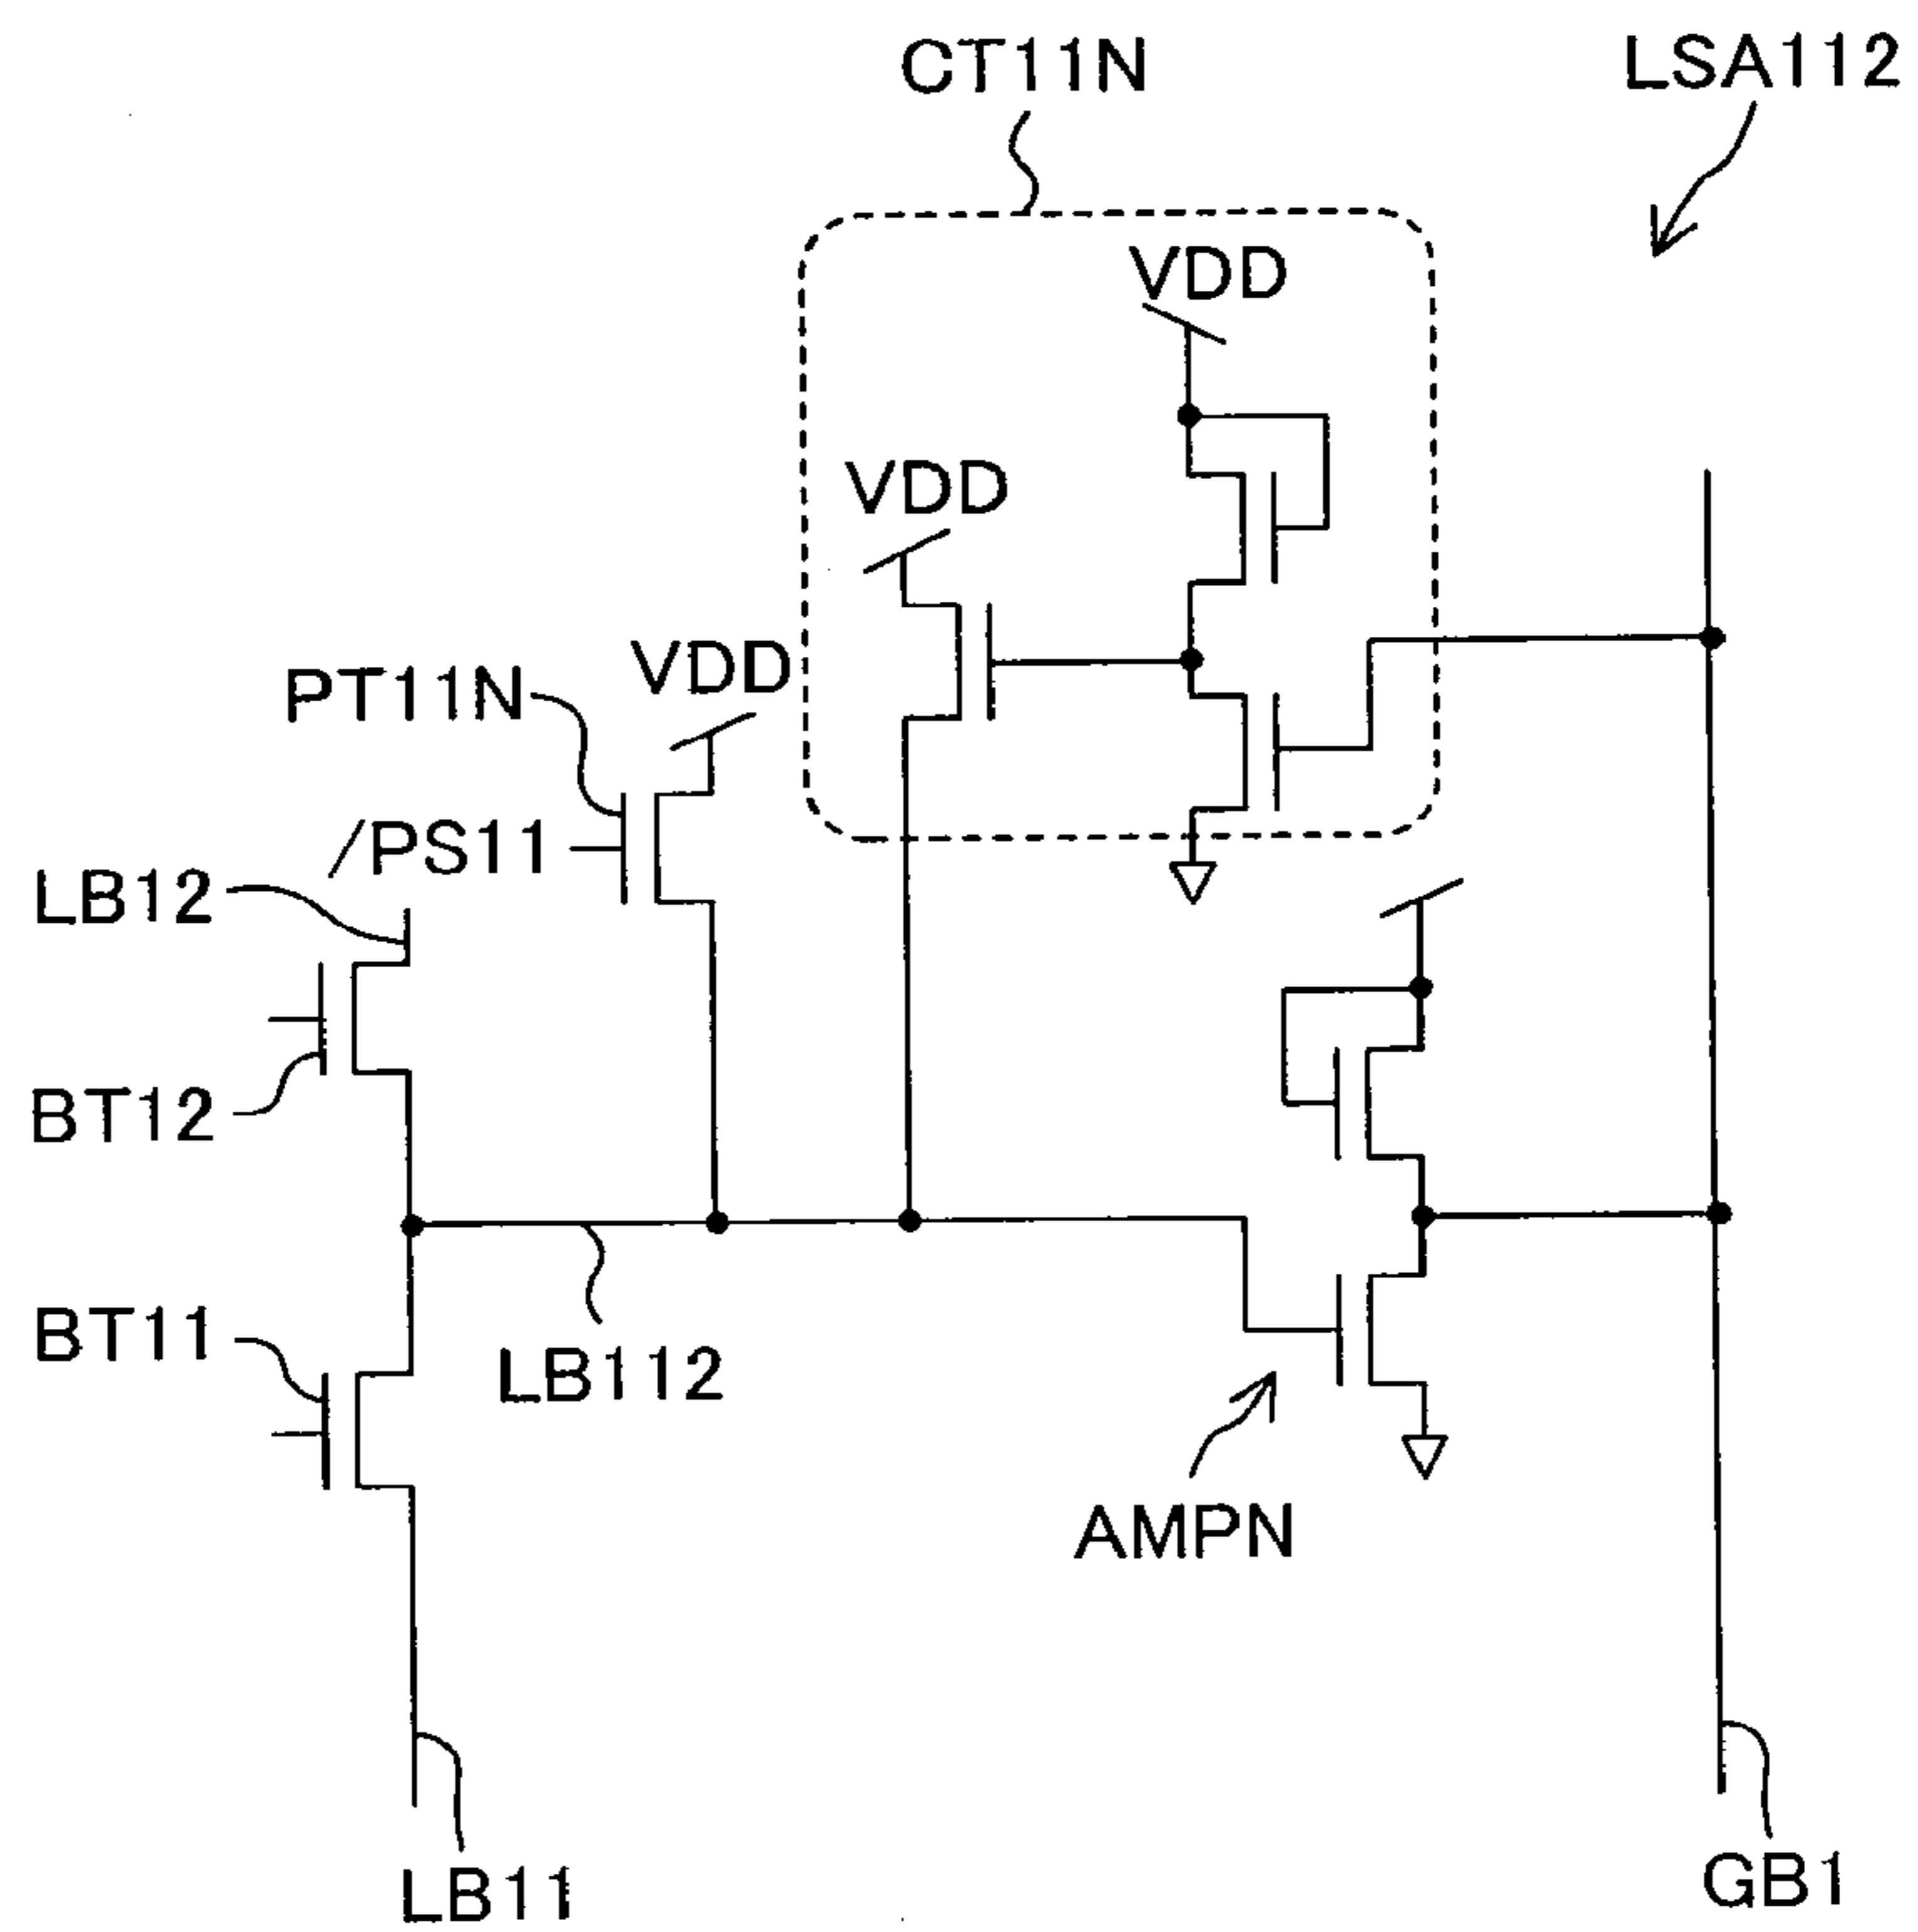 CT11N
LSA112
VDD
VDD
VDD
PT11N
/PS11
LB12
BT12
BT11
LB112
AMPN
LB11
GB1